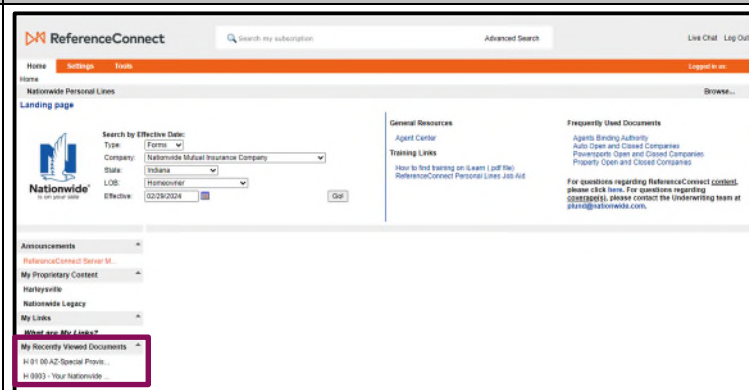 ReferenceConnect
Search my subscription
Advanced Search
Live Chat Log Out
Home Settings Tools
Logged in as:
Home
Nationwide Personal Lines
Browse...
Landing page
Search by Effective Date:
Type: Forms
Company: Nationwide Mutual Insurance Company
State: Indiana
LOB: Homeowner
Effective: 02/29/2024
Go!
Nationwide®
is on your side
General Resources
Agent Center
Training Links
How to find training on iLearn (.pdf file)
ReferenceConnect Personal Lines Job Aid
Frequently Used Documents
Agents Binding Authority
Auto Open and Closed Companies
Powersports Open and Closed Companies
Property Open and Closed Companies
For questions regarding ReferenceConnect content,
please click here. For questions regarding
coverage(s), please contact the Underwriting team at
plund@nationwide.com.
Announcements
ReferenceConnect Server M...
My Proprietary Content
Harleysville
Nationwide Legacy
My Links
What are My Links?
My Recently Viewed Documents
H 01 00 AZ-Special Provis...
H 0003 - Your Nationwide ...